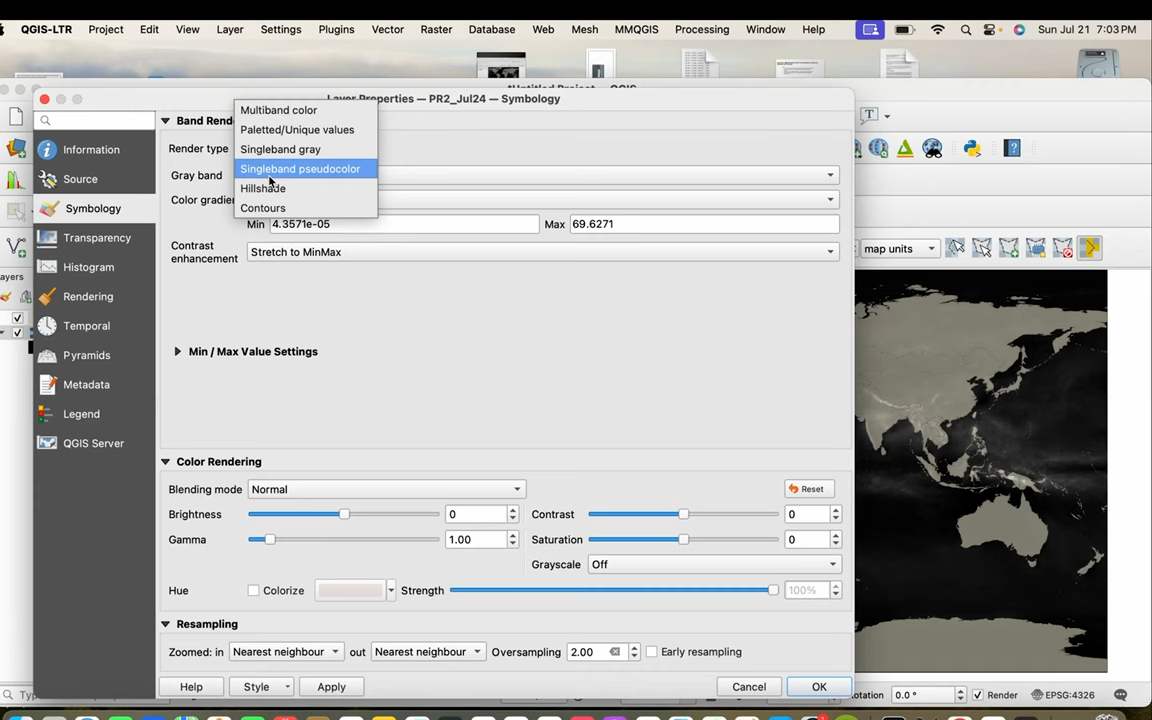 QGIS-LTR Project Edit View Layer Settings Plugins Vector Raster Database Web Mesh MMQGIS Processing Window Help Sun Jul 21 7:03 PM
Layer Properties — PR2_Jul24 — Symbology
Multiband color
Band Rend
Paletted/Unique values
Information
Render type
Singleband gray
Singleband pseudocolor
Gray band
Source
Hillshade
Color gradien
Symbology
Contours
Min 4.3571e-05 Max 69.6271
Transparency
Contrast
enhancement
Stretch to MinMax
map units
Histogram
ayers
Rendering
Temporal
Min / Max Value Settings
Pyramids
Metadata
Legend
QGIS Server
Color Rendering
Blending mode Normal Reset
Brightness 0 Contrast 0
Gamma 1.00 Saturation 0
Grayscale Off
Hue Colorize Strength 100%
Resampling
Zoomed: in Nearest neighbour out Nearest neighbour Oversampling 2.00 Early resampling
Help Style Apply Cancel OK
otation 0.0 ° Render EPSG:4326